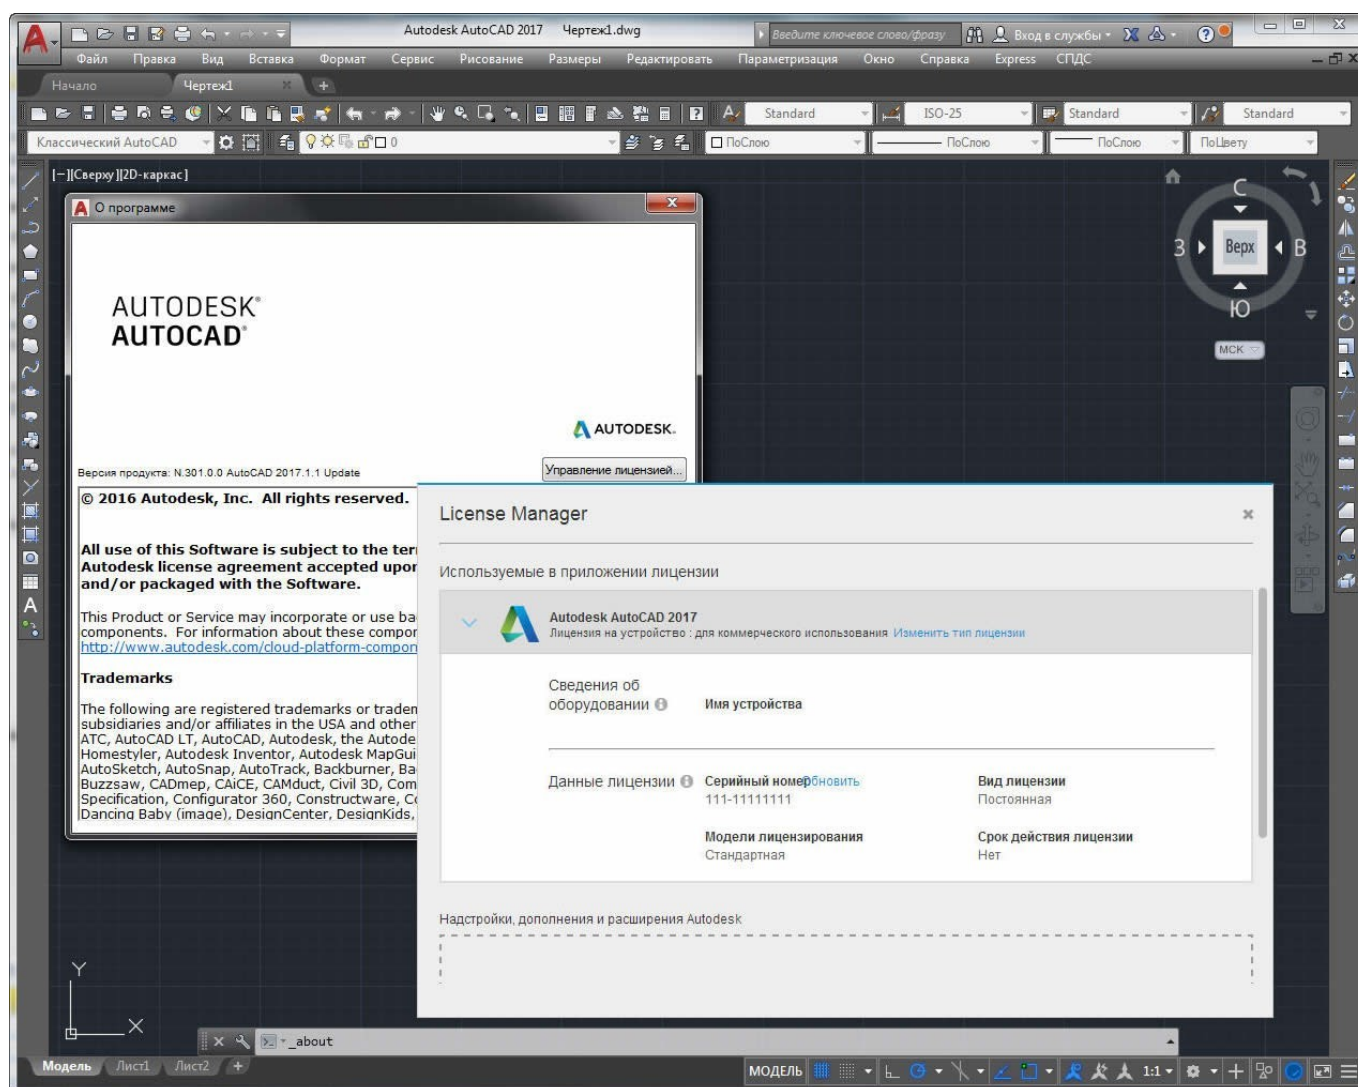 Autodesk AutoCAD 2017 Чертеж1.dwg
Введите ключевое слово/фразу
Вход в службы
Файл Правка Вид Вставка Формат Сервис Рисование Размеры Редактировать Параметризация Окно Справка Express СПДС
Начало Чертеж1
Standard ISO-25 Standard Standard
Классический AutoCAD 0 ПоСлою ПоСлою ПоСлою ПоЦвету
[–][Сверху][2D-каркас]
С
З Верх В
Ю
МСК
О программе
AUTODESK®
AUTOCAD®
AUTODESK.
Версия продукта: N.301.0.0 AutoCAD 2017.1.1 Update
Управление лицензией...
© 2016 Autodesk, Inc. All rights reserved.
All use of this Software is subject to the ter
Autodesk license agreement accepted upor
and/or packaged with the Software.
This Product or Service may incorporate or use ba
components. For information about these compor
http://www.autodesk.com/cloud-platform-compon
Trademarks
The following are registered trademarks or tradem
subsidiaries and/or affiliates in the USA and other
ATC, AutoCAD LT, AutoCAD, Autodesk, the Autode
Homestyler, Autodesk Inventor, Autodesk MapGui
AutoSketch, AutoSnap, AutoTrack, Backburner, Ba
Buzzsaw, CADmep, CAiCE, CAMduct, Civil 3D, Com
Specification, Configurator 360, Constructware, Co
Dancing Baby (image), DesignCenter, DesignKids,
License Manager
Используемые в приложении лицензии
Autodesk AutoCAD 2017
Лицензия на устройство : для коммерческого использования Изменить тип лицензии
Сведения об
оборудовании Имя устройства
Данные лицензии Серийный номер Обновить Вид лицензии
111-11111111 Постоянная
Модели лицензирования Срок действия лицензии
Стандартная Нет
Надстройки, дополнения и расширения Autodesk
Y
X
_about
Модель Лист1 Лист2 +
МОДЕЛЬ 1:1